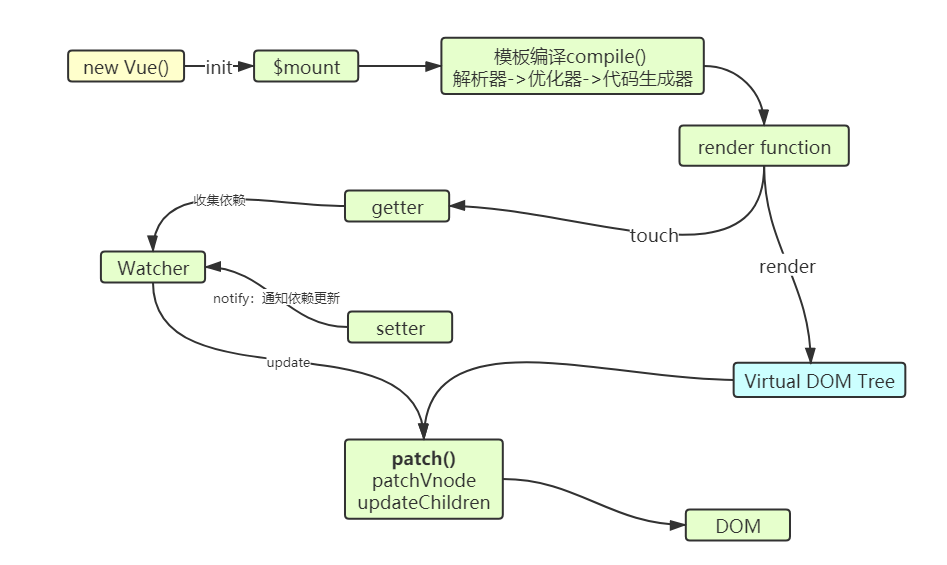 new Vue()
init
$mount
模板编译compile()
解析器->优化器->代码生成器
render function
收集依赖
getter
touch
Watcher
render
notify：通知依赖更新
setter
update
Virtual DOM Tree
patch()
patchVnode
updateChildren
DOM